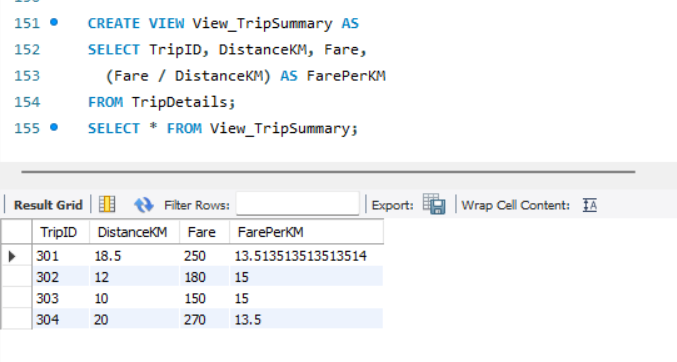 151 CREATE VIEW View_TripSummary AS
152 SELECT TripID, DistanceKM, Fare,
153 (Fare / DistanceKM) AS FarePerKM
154 FROM TripDetails;
155 SELECT * FROM View_TripSummary;
Result Grid Filter Rows: Export: Wrap Cell Content: IA
TripID DistanceKM Fare FarePerKM
301 18.5 250 13.513513513513514
302 12 180 15
303 10 150 15
304 20 270 13.5